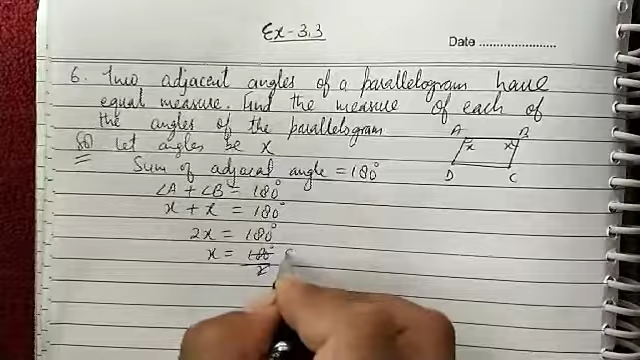 Ex-3.3
Date ........................
6. Two adjacent angles of a parallelogram have
equal measure. Find the measure of each of
the angles of the parallelogram
Sol Let angles be x
A B
x x
D C
Sum of adjacent angle = 180°
∠A + ∠B = 180°
x + x = 180°
2x = 180°
x = 180°
2